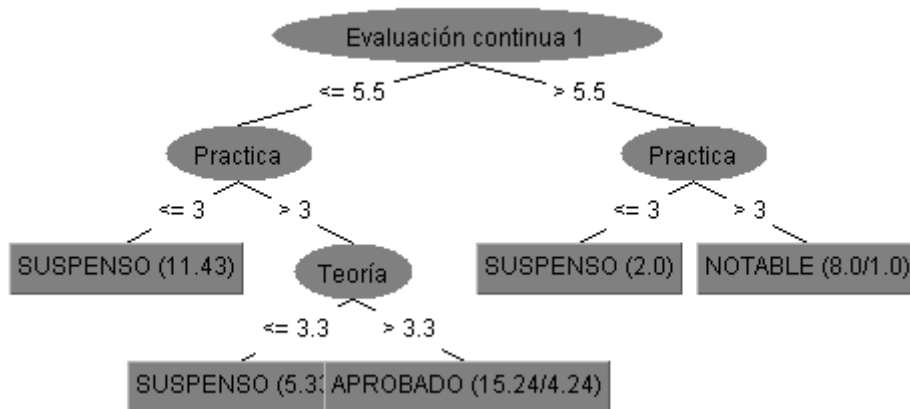 Evaluación continua 1
<= 5.5
> 5.5
Practica
Practica
<= 3
> 3
<= 3
> 3
SUSPENSO (11.43)
Teoría
SUSPENSO (2.0)
NOTABLE (8.0/1.0)
<= 3.3
> 3.3
SUSPENSO
APROBADO (15.24/4.24)